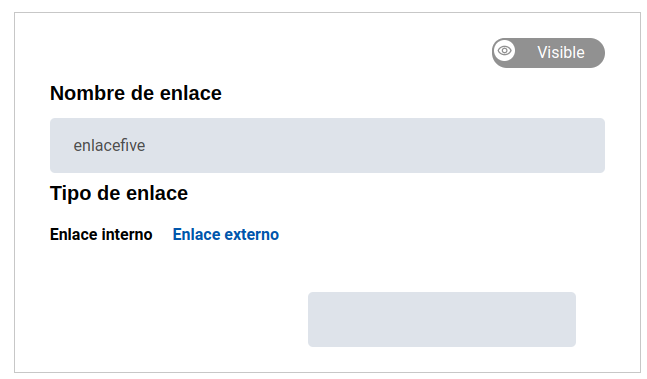 Visible
Nombre de enlace
enlacefive
Tipo de enlace
Enlace interno Enlace externo